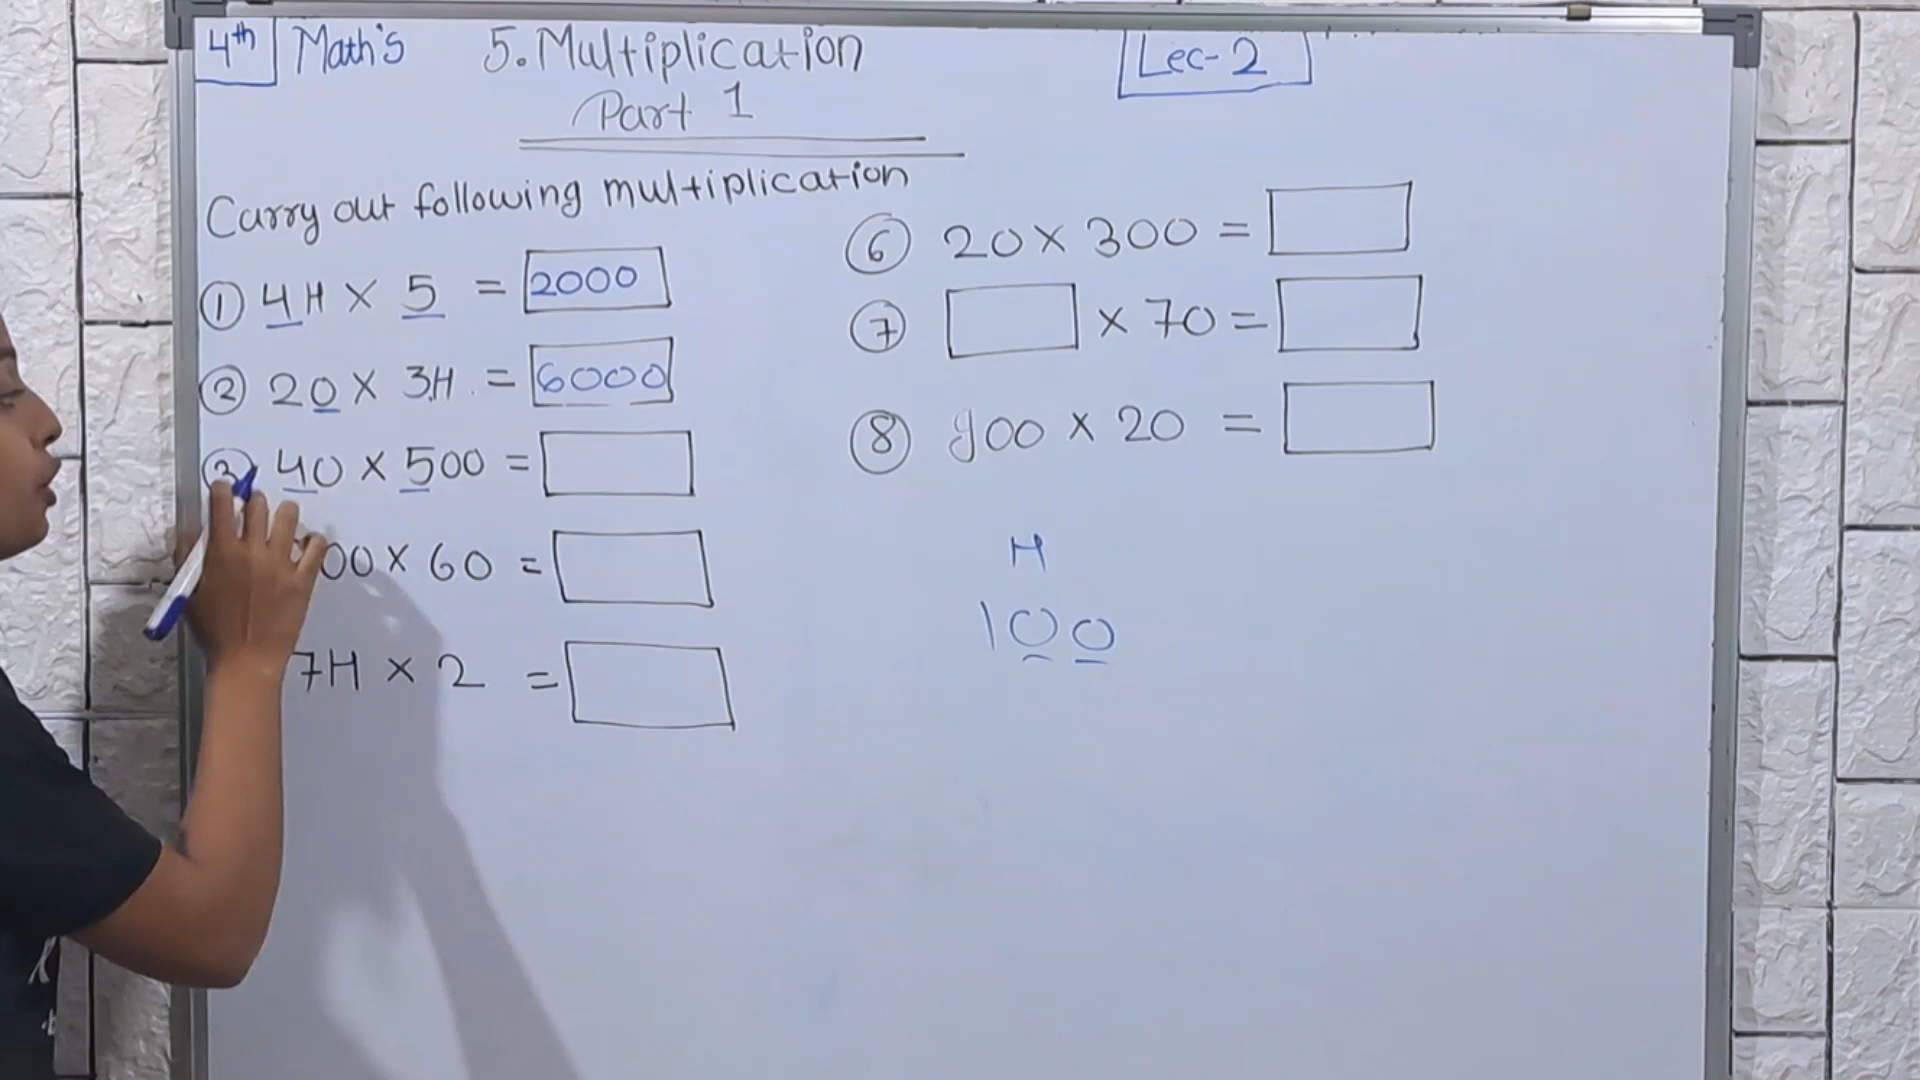 4th Math's 5. Multiplication Lec-2
Part 1
Carry out following multiplication
① 4H × 5 = 2000
② 20 × 3H = 6000
③ 40 × 500 =
00 × 60 =
7H × 2 =
⑥ 20 × 300 =
⑦ × 70 =
⑧ 900 × 20 =
H
100